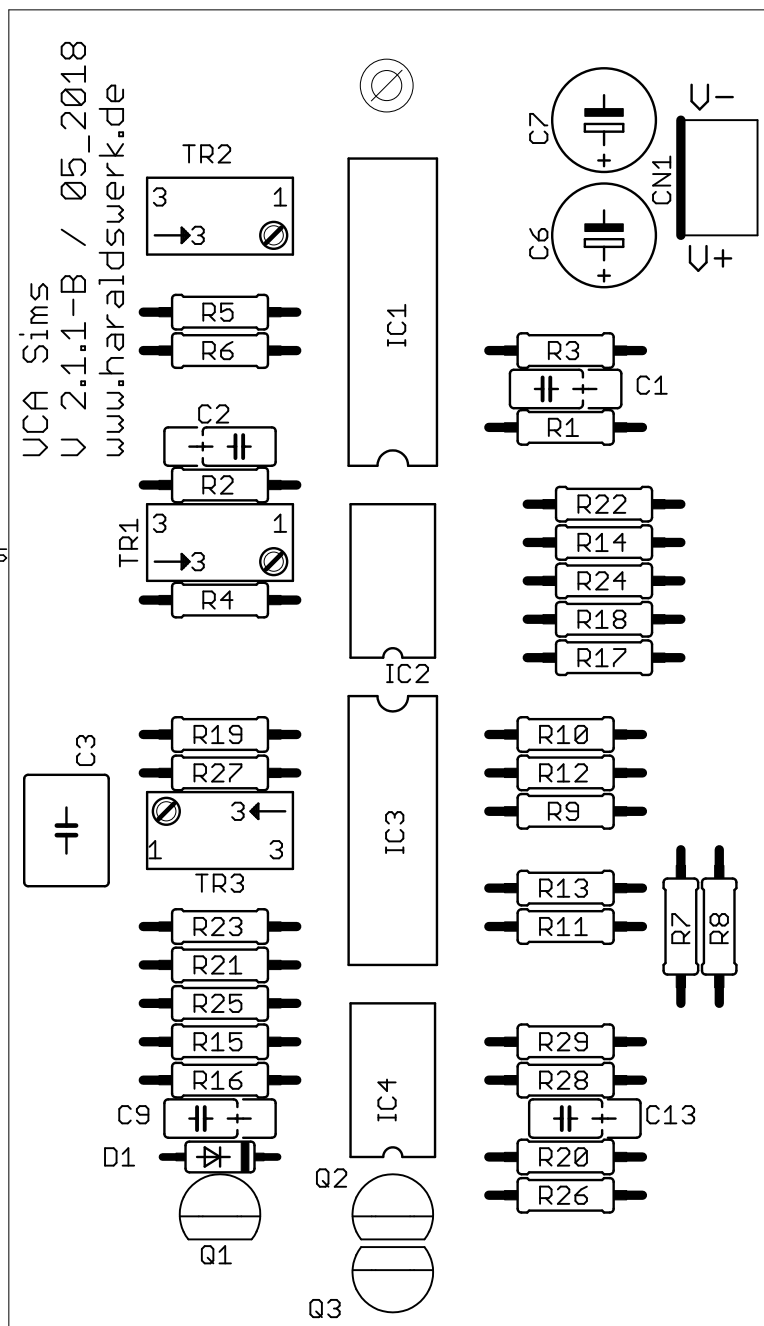 VCA Sims
V 2.1.1-B / 05_2018
www.haraldswerk.de
TR2
3 1
3
R5
R6
C2
R2
TR1
3 1
3
R4
IC1
C7
+
C6
+
CN1
V-
V+
R3
C1
R1
IC2
R22
R14
R24
R18
R17
C3
R19
R27
3
1 3
TR3
IC3
R10
R12
R9
R13
R11
R7
R8
R23
R21
R25
R15
R16
C9
D1
Q1
IC4
Q2
Q3
R29
R28
C13
R20
R26